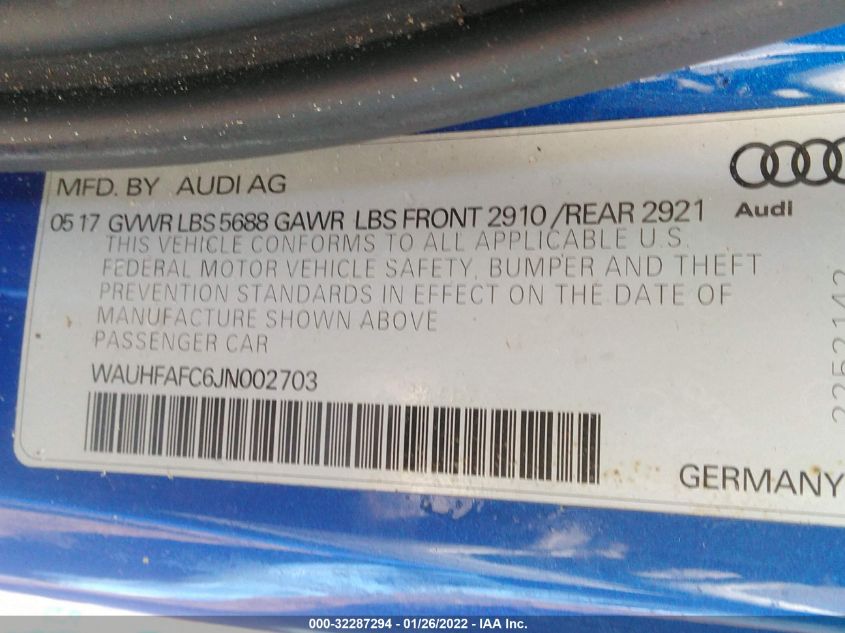 MFD. BY AUDI AG
Audi
05 17 GVWR LBS 5688 GAWR LBS FRONT 2910 /REAR 2921
THIS VEHICLE CONFORMS TO ALL APPLICABLE U.S.
FEDERAL MOTOR VEHICLE SAFETY, BUMPER AND THEFT
PREVENTION STANDARDS IN EFFECT ON THE DATE OF
MANUFACTURE SHOWN ABOVE
PASSENGER CAR
WAUHFAFC6JN002703
GERMANY
000-32287294 - 01/26/2022 - IAA Inc.